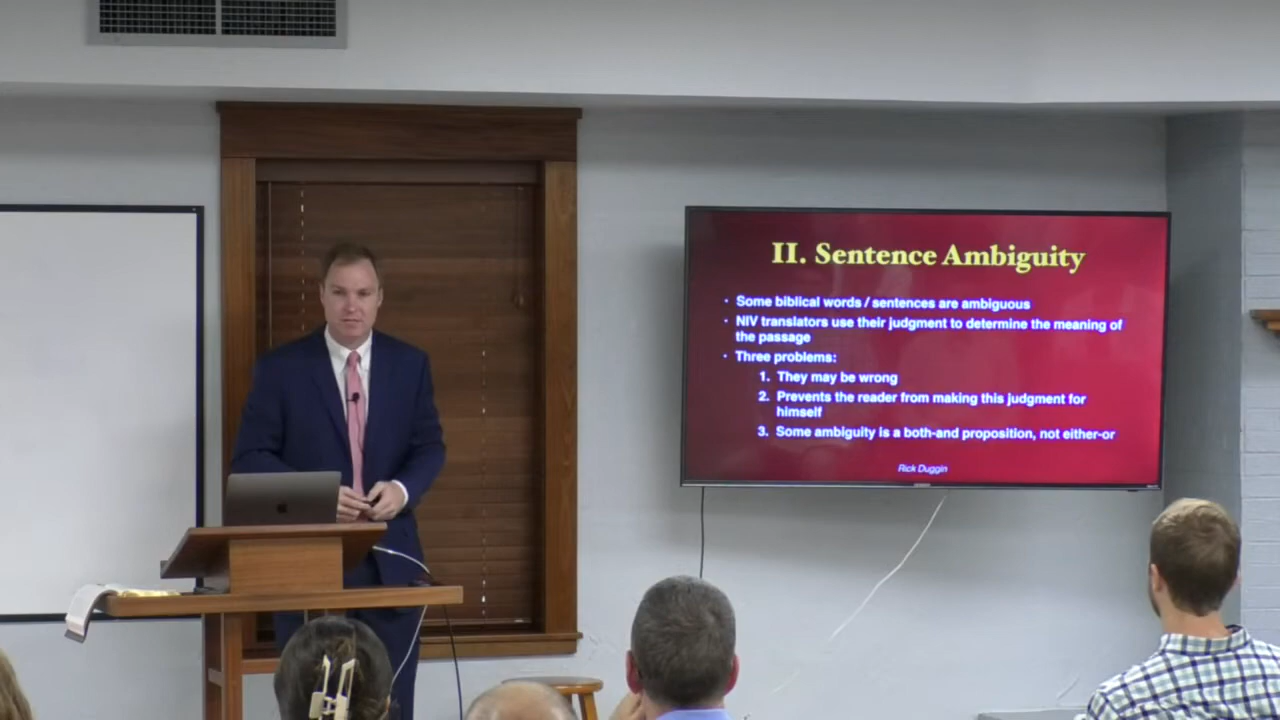 II. Sentence Ambiguity
· Some biblical words / sentences are ambiguous
· NIV translators use their judgment to determine the meaning of
the passage
· Three problems:
1. They may be wrong
2. Prevents the reader from making this judgment for
himself
3. Some ambiguity is a both-and proposition, not either-or
Rick Duggin